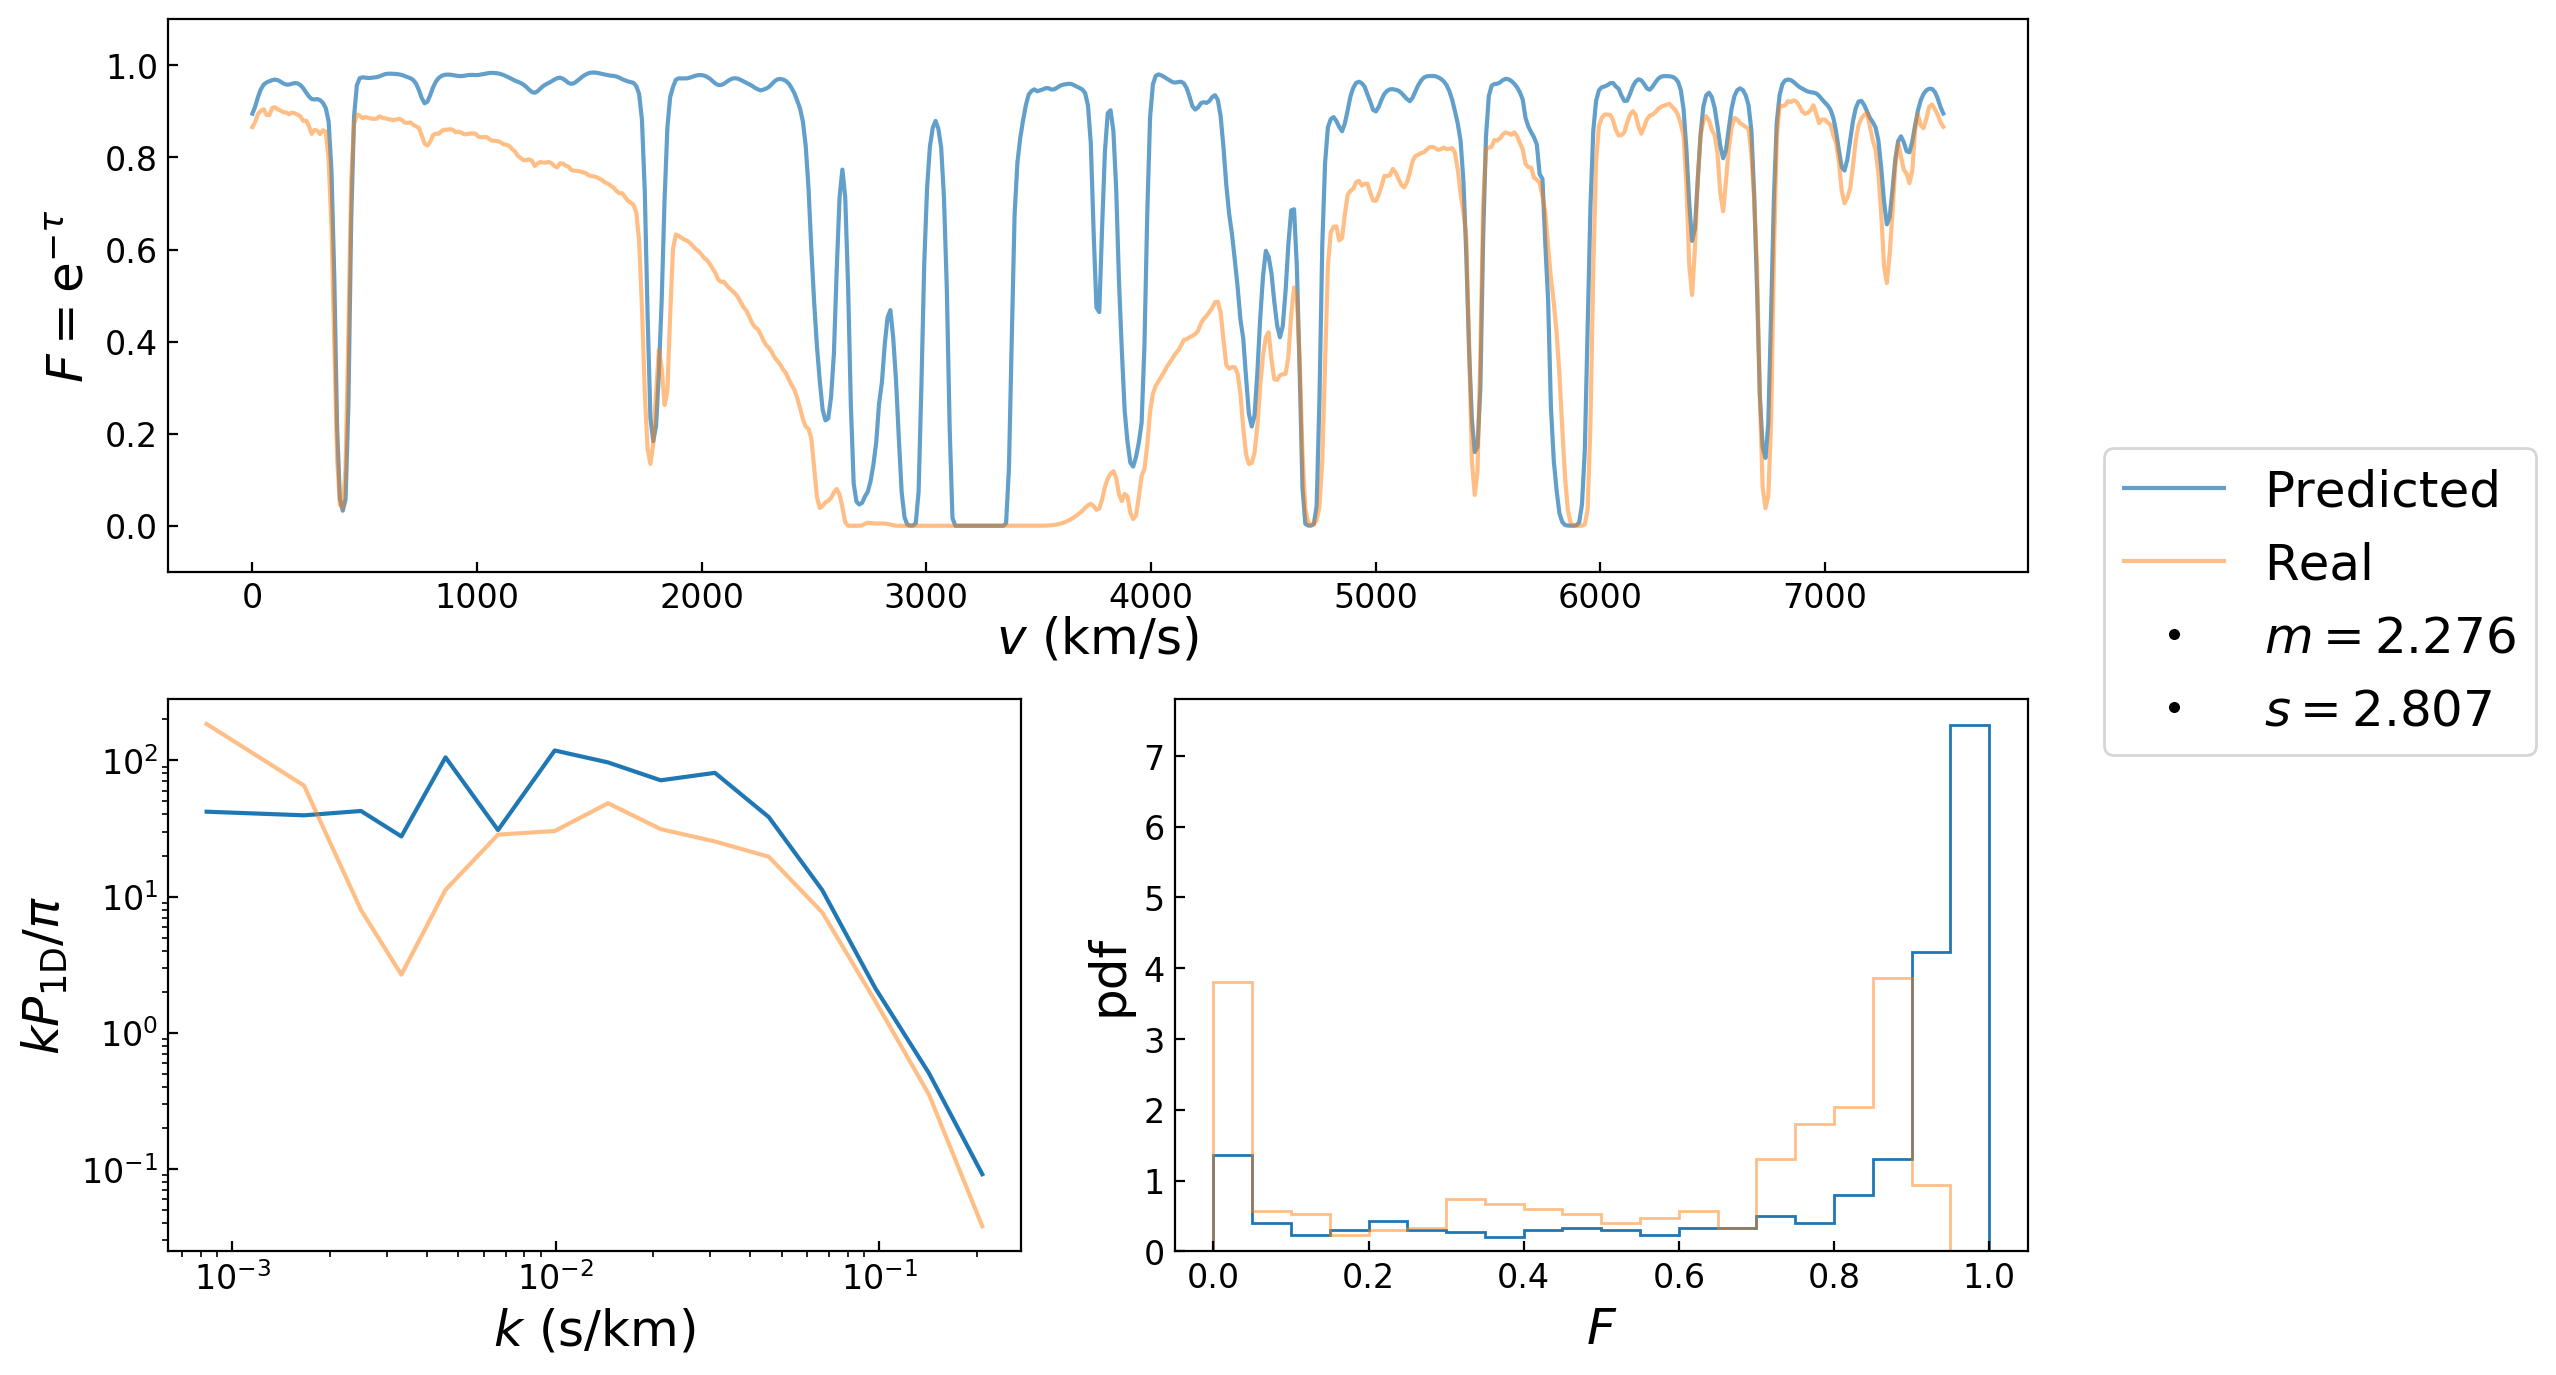 1.0
0.8
0.6
0.4
0.2
0.0
F = e^{−τ}
0 1000 2000 3000 4000 5000 6000 7000
v (km/s)
Predicted
Real
m = 2.276
s = 2.807
10^2
10^1
10^0
10^{−1}
kP_{1D}/π
10^{−3} 10^{−2} 10^{−1}
k (s/km)
7
6
5
4
3
2
1
0
pdf
0.0 0.2 0.4 0.6 0.8 1.0
F